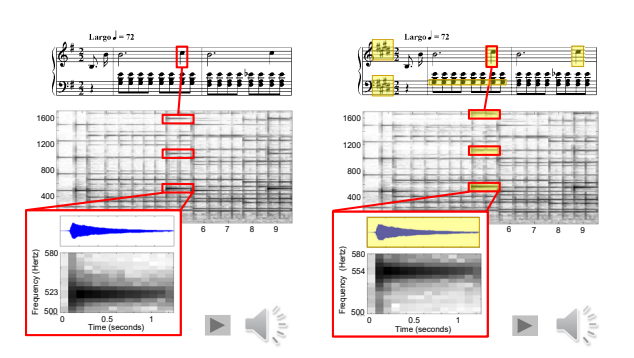 Largo ♩ = 72
1600
1200
800
400
6 7 8 9
580
523
500
Frequency (Hertz)
0 0.5 1
Time (seconds)
Largo ♩ = 72
1600
1200
800
400
6 7 8 9
580
554
500
Frequency (Hertz)
0 0.5 1
Time (seconds)